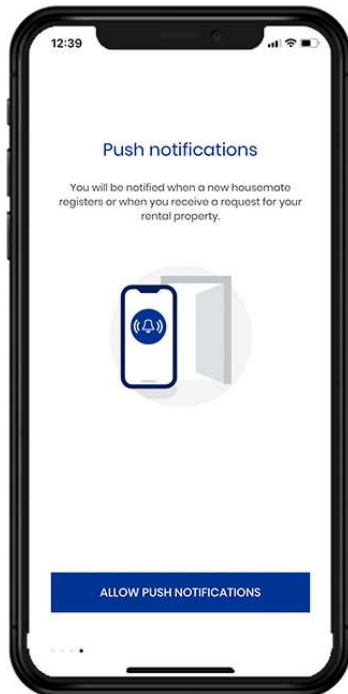 12:39
Push notifications
You will be notified when a new housemate
registers or when you receive a request for your
rental property.
ALLOW PUSH NOTIFICATIONS